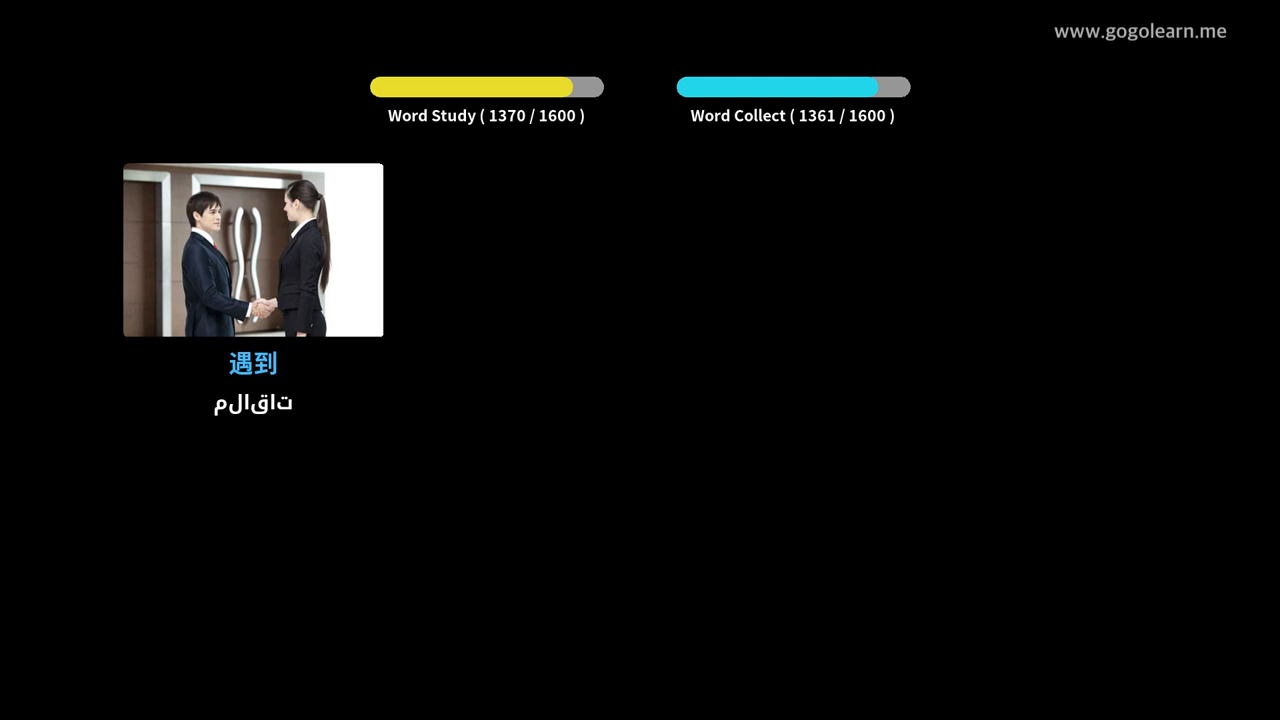 www.gogolearn.me
Word Study ( 1370 / 1600 )
Word Collect ( 1361 / 1600 )
遇到
تاقالم